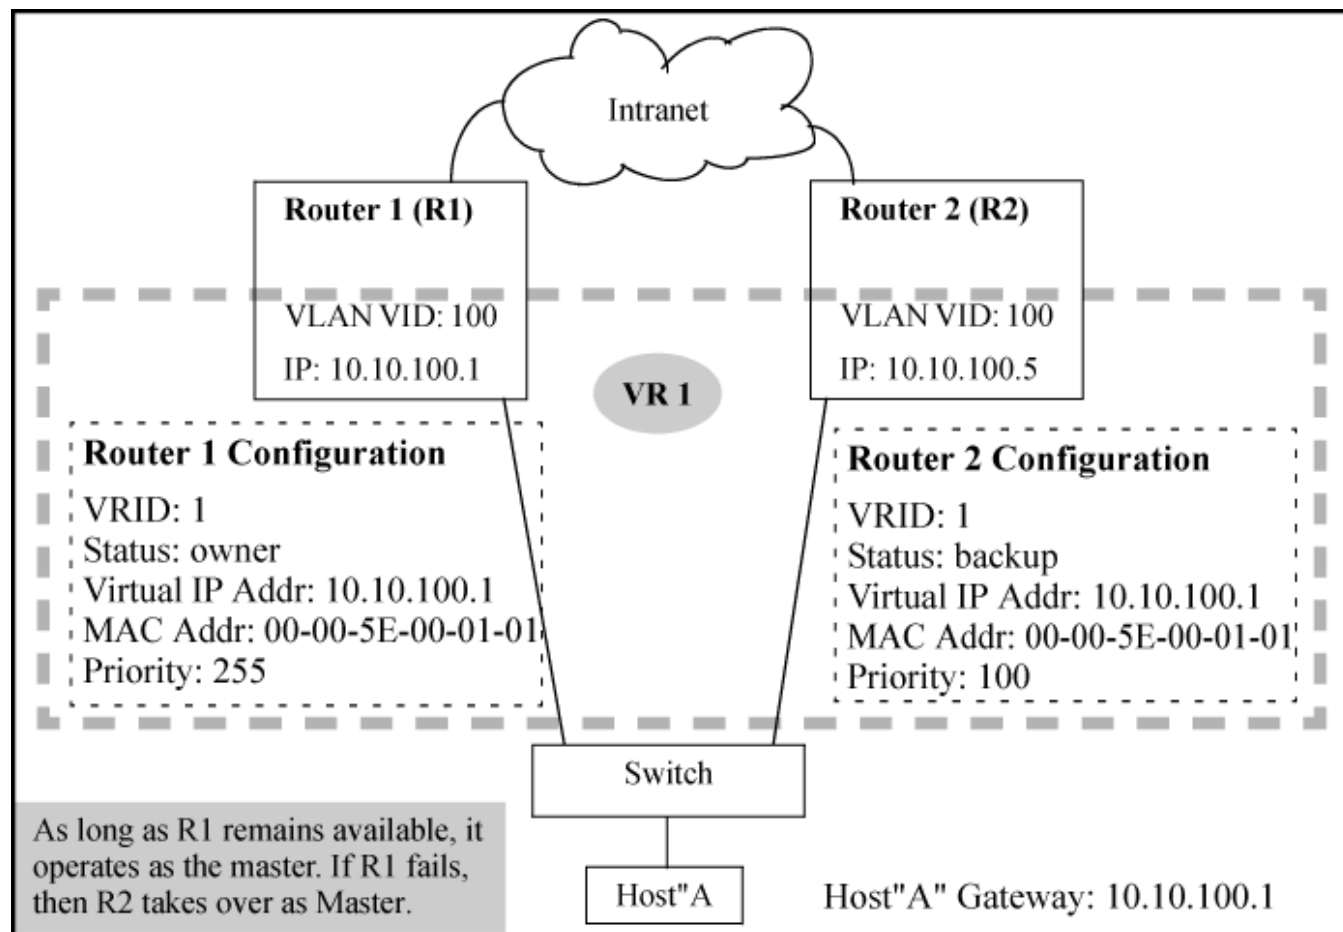 Intranet
Router 1 (R1)
VLAN VID: 100
IP: 10.10.100.1
Router 2 (R2)
VLAN VID: 100
IP: 10.10.100.5
VR 1
Router 1 Configuration
VRID: 1
Status: owner
Virtual IP Addr: 10.10.100.1
MAC Addr: 00-00-5E-00-01-01
Priority: 255
Router 2 Configuration
VRID: 1
Status: backup
Virtual IP Addr: 10.10.100.1
MAC Addr: 00-00-5E-00-01-01
Priority: 100
Switch
As long as R1 remains available, it
operates as the master. If R1 fails,
then R2 takes over as Master.
Host"A
Host"A" Gateway: 10.10.100.1